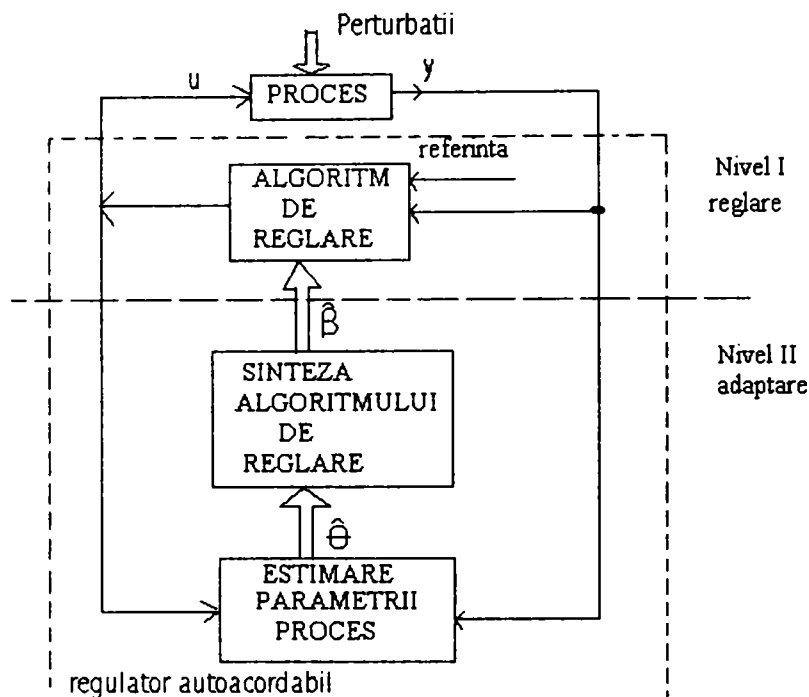 Perturbatii
u
y
PROCES
referinta
ALGORITM
DE
REGLARE
Nivel I
reglare
β̂
Nivel II
adaptare
SINTEZA
ALGORITMULUI
DE
REGLARE
θ̂
ESTIMARE
PARAMETRII
PROCES
regulator autoacordabil